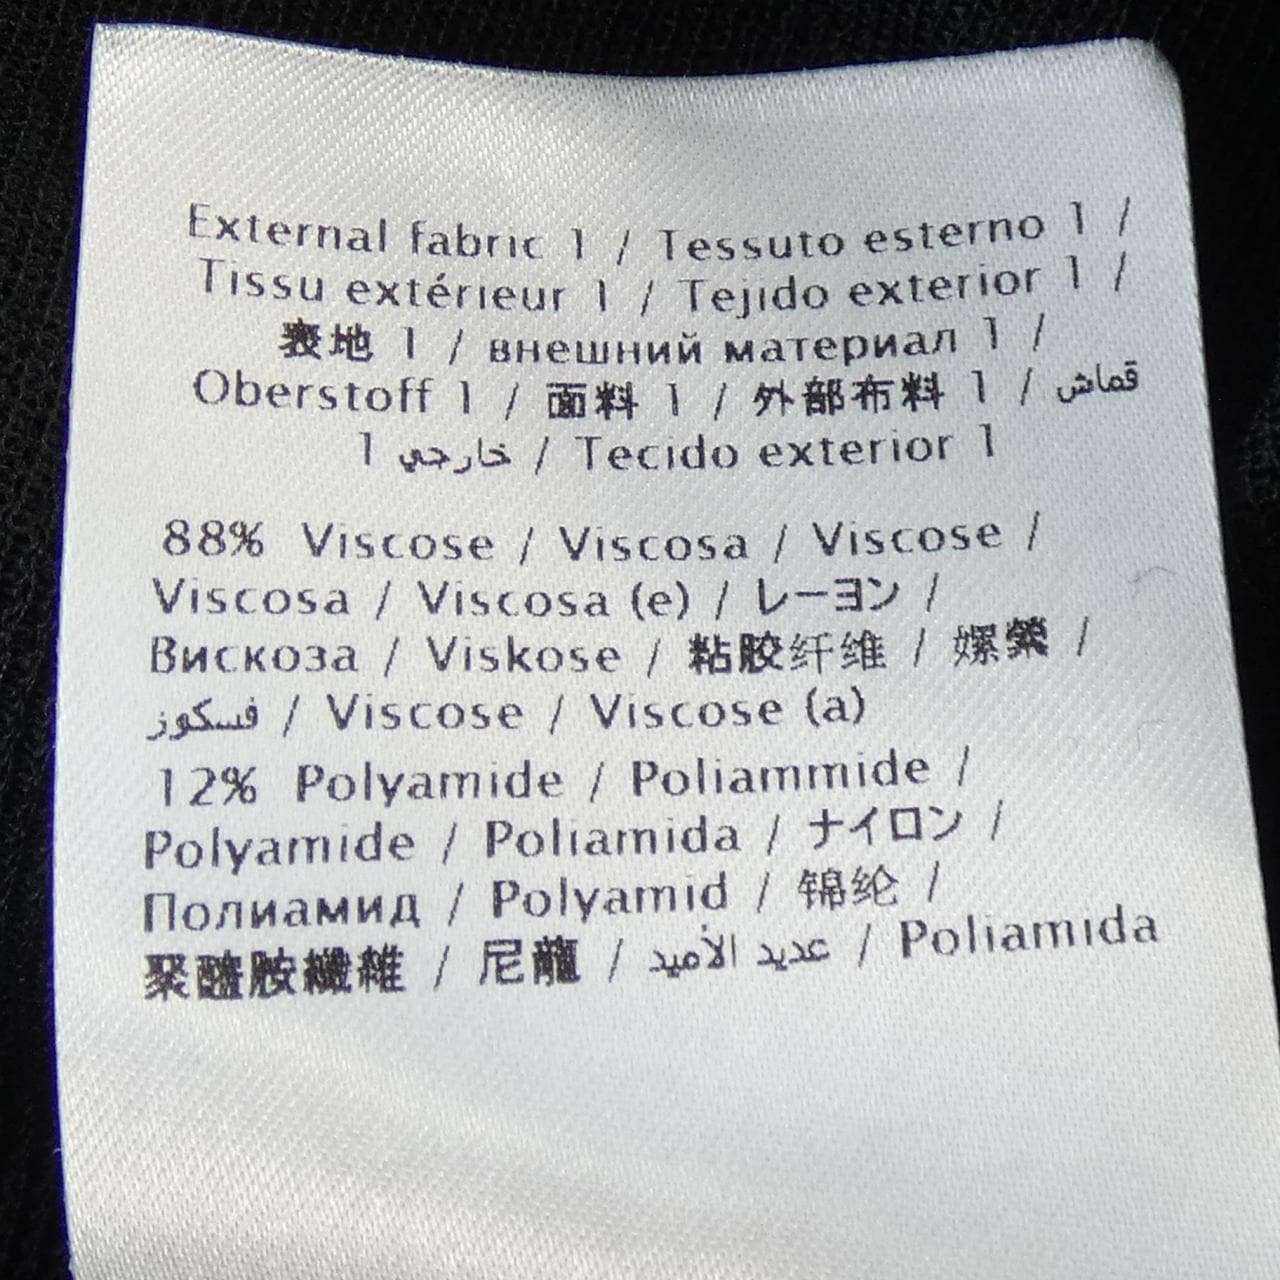 External fabric 1 / Tessuto esterno 1 /
Tissu extérieur 1 / Tejido exterior 1 /
表地 1 / внешний материал 1 /
Oberstoff 1 / 面料 1 / 外部布料 1 / قماش
خارجي 1 / Tecido exterior 1
88% Viscose / Viscosa / Viscose /
Viscosa / Viscosa (e) / レーヨン /
Вискоза / Viskose / 粘胶纤维 / 嫘縈 /
فسكوز / Viscose / Viscose (a)
12% Polyamide / Poliammide /
Polyamide / Poliamida / ナイロン /
Полиамид / Polyamid / 锦纶 /
聚醯胺纖維 / 尼龍 / عديد الأميد / Poliamida